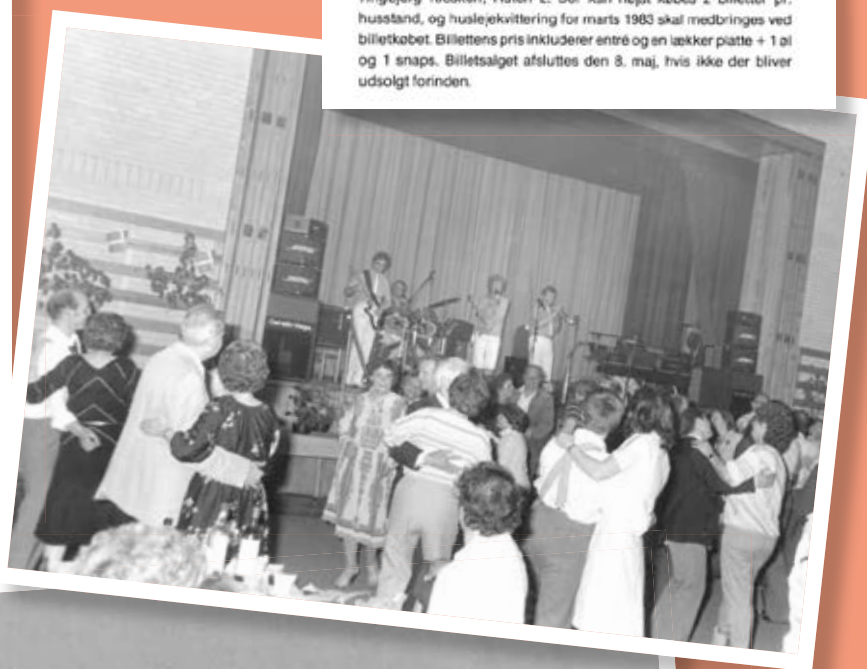 husstand, og huslejekvittering for marts 1983 skal medbringes ved
billetkøbet. Billettens pris inkluderer entré og en lækker platte + 1 øl
og 1 snaps. Billetsalget afsluttes den 8. maj, hvis ikke der bliver
udsolgt forinden.